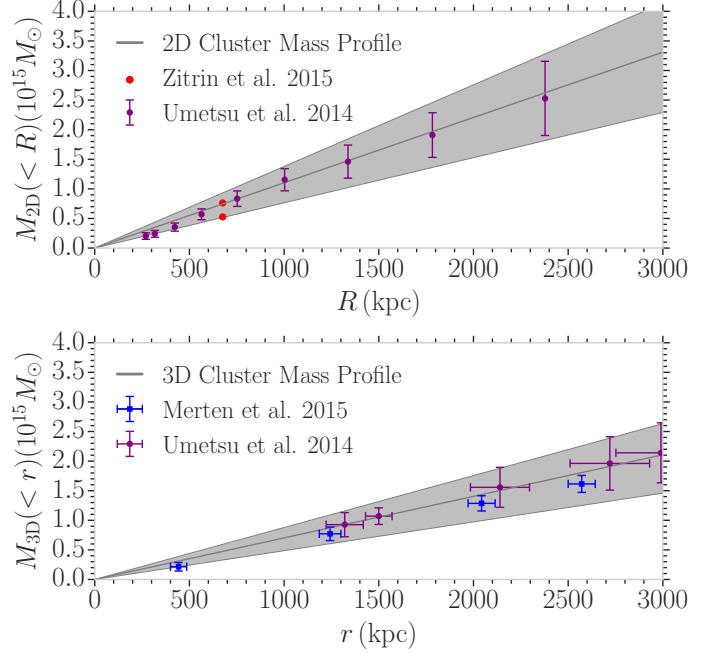 4.0
3.5
3.0
2.5
2.0
1.5
1.0
0.5
0.0
M2D(< R)(10^15 M⊙)
2D Cluster Mass Profile
Zitrin et al. 2015
Umetsu et al. 2014
0 500 1000 1500 2000 2500 3000
R (kpc)
4.0
3.5
3.0
2.5
2.0
1.5
1.0
0.5
0.0
M3D(< r)(10^15 M⊙)
3D Cluster Mass Profile
Merten et al. 2015
Umetsu et al. 2014
0 500 1000 1500 2000 2500 3000
r (kpc)